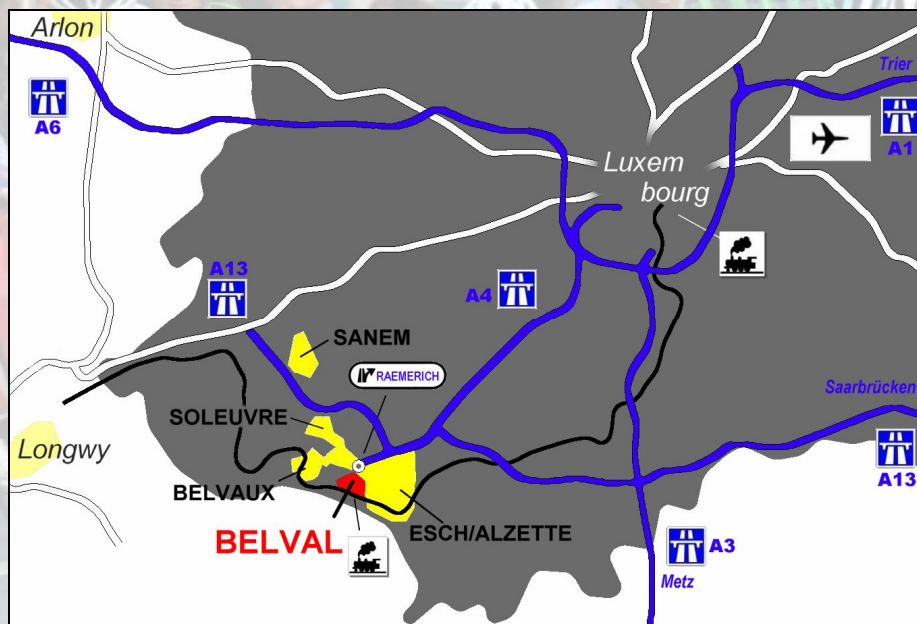 Arlon
A6
Trier
A1
Luxem
bourg
A13
A4
SANEM
RAEMERICH
Saarbrücken
SOLEUVRE
Longwy
A13
BELVAUX
ESCH/ALZETTE
BELVAL
A3
Metz